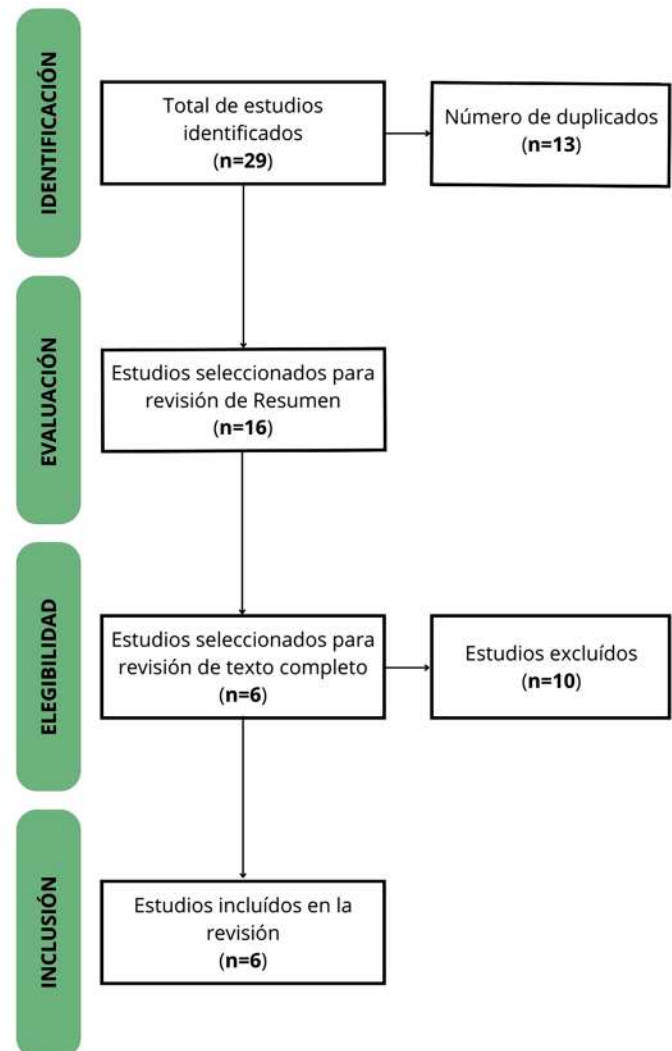 IDENTIFICACIÓN
Total de estudios
identificados
(n=29)
Número de duplicados
(n=13)
EVALUACIÓN
Estudios seleccionados para
revisión de Resumen
(n=16)
ELEGIBILIDAD
Estudios seleccionados para
revisión de texto completo
(n=6)
Estudios excluídos
(n=10)
INCLUSIÓN
Estudios incluídos en la
revisión
(n=6)